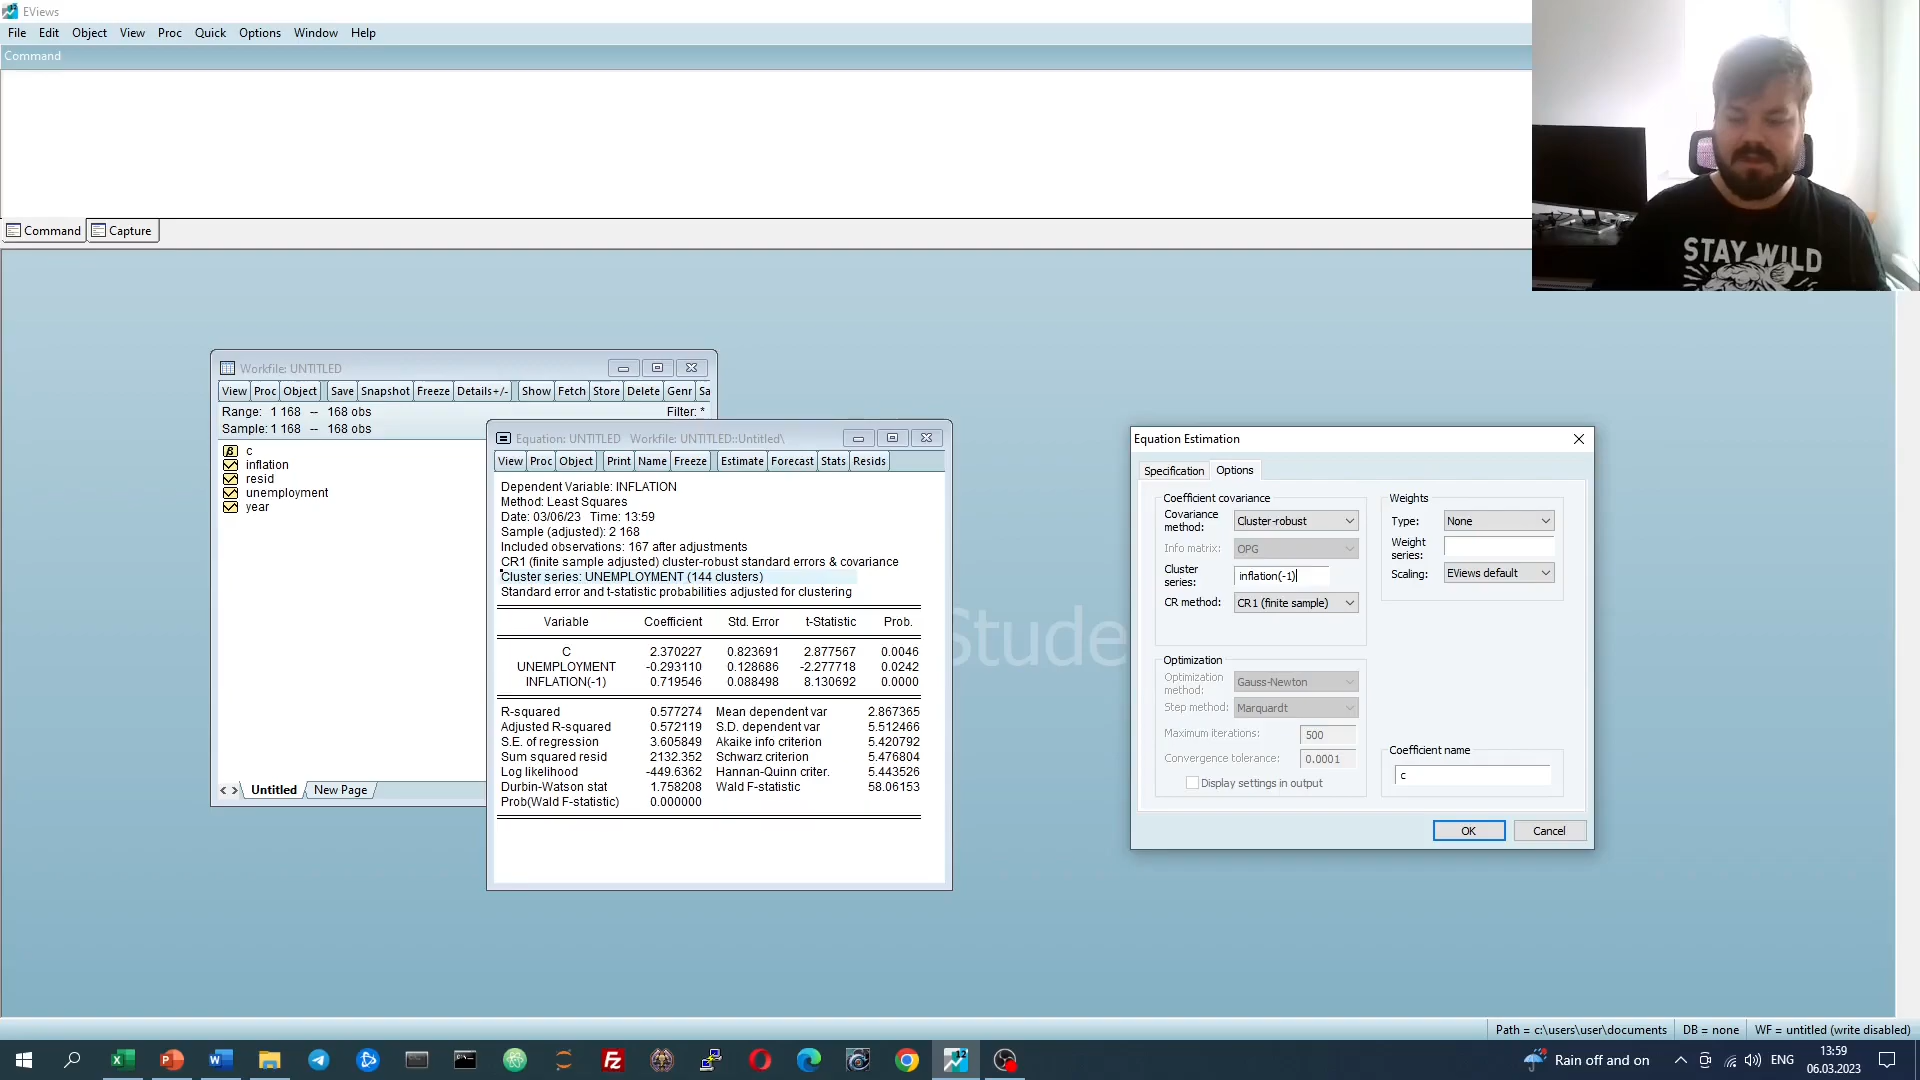 EViews
File Edit Object View Proc Quick Options Window Help
Command
Command Capture
STAY WILD
Workfile: UNTITLED
View Proc Object Save Snapshot Freeze Details+/- Show Fetch Store Delete Genr Sa
Range: 1 168 -- 168 obs Filter: *
Sample: 1 168 -- 168 obs
c
inflation
resid
unemployment
year
Untitled New Page
Equation: UNTITLED Workfile: UNTITLED::Untitled\
View Proc Object Print Name Freeze Estimate Forecast Stats Resids
Dependent Variable: INFLATION
Method: Least Squares
Date: 03/06/23 Time: 13:59
Sample (adjusted): 2 168
Included observations: 167 after adjustments
CR1 (finite sample adjusted) cluster-robust standard errors & covariance
Cluster series: UNEMPLOYMENT (144 clusters)
Standard error and t-statistic probabilities adjusted for clustering
Variable Coefficient Std. Error t-Statistic Prob.
C 2.370227 0.823691 2.877567 0.0046
UNEMPLOYMENT -0.293110 0.128686 -2.277718 0.0242
INFLATION(-1) 0.719546 0.088498 8.130692 0.0000
R-squared 0.577274 Mean dependent var 2.867365
Adjusted R-squared 0.572119 S.D. dependent var 5.512466
S.E. of regression 3.605849 Akaike info criterion 5.420792
Sum squared resid 2132.352 Schwarz criterion 5.476804
Log likelihood -449.6362 Hannan-Quinn criter. 5.443526
Durbin-Watson stat 1.758208 Wald F-statistic 58.06153
Prob(Wald F-statistic) 0.000000
Stude
Equation Estimation
Specification Options
Coefficient covariance
Covariance method: Cluster-robust
Info matrix: OPG
Cluster series: inflation(-1)
CR method: CR1 (finite sample)
Weights
Type: None
Weight series:
Scaling: EViews default
Optimization
Optimization method: Gauss-Newton
Step method: Marquardt
Maximum iterations: 500
Convergence tolerance: 0.0001
Display settings in output
Coefficient name
c
OK Cancel
Path = c:\users\user\documents DB = none WF = untitled (write disabled)
Rain off and on ENG 13:59
06.03.2023